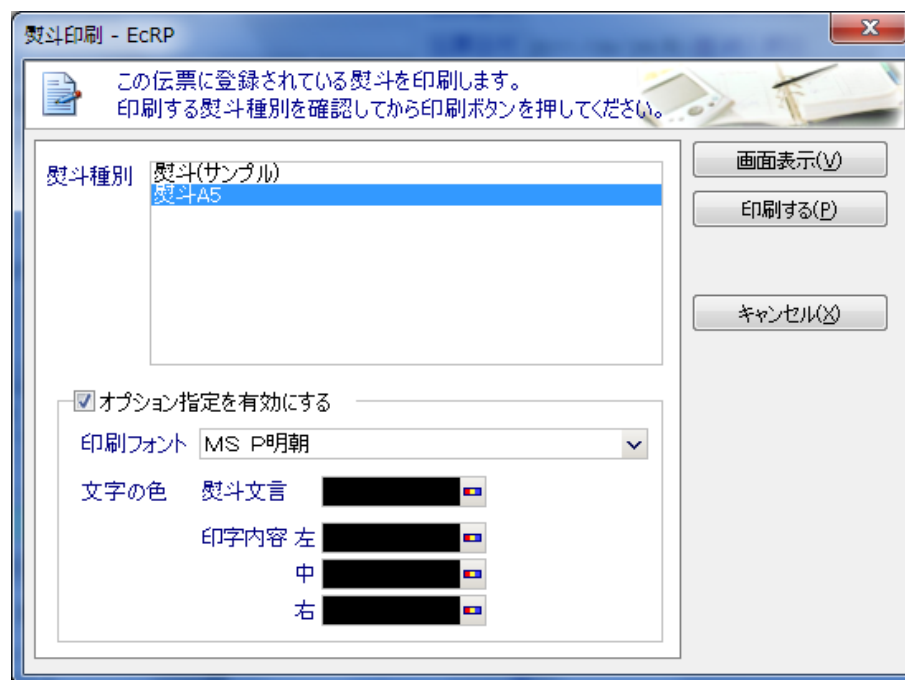 熨斗印刷 - EcRP
この伝票に登録されている熨斗を印刷します。
印刷する熨斗種別を確認してから印刷ボタンを押してください。
熨斗種別
熨斗(サンプル)
熨斗A5
画面表示(V)
印刷する(P)
キャンセル(X)
オプション指定を有効にする
印刷フォント MS P明朝
文字の色 熨斗文言
印字内容 左
中
右